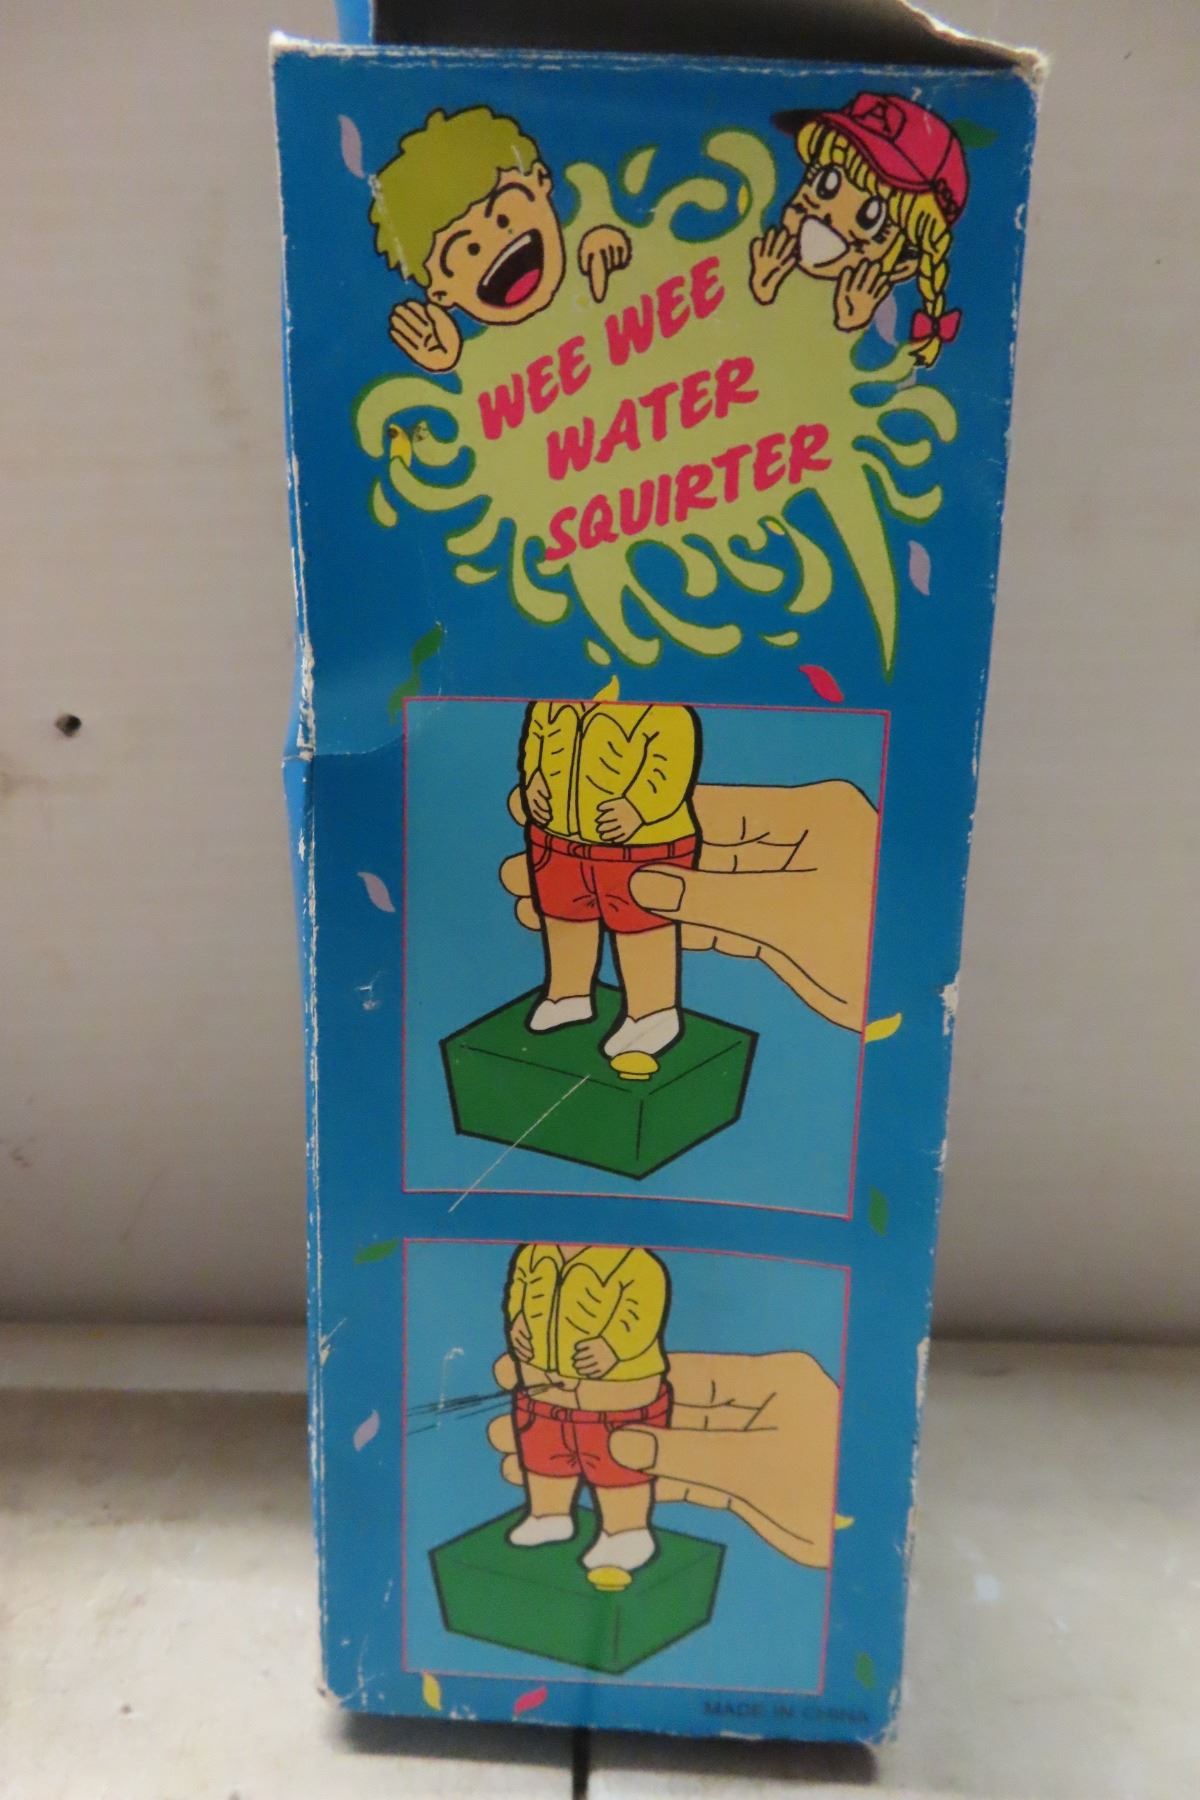 A
WEE WEE
WATER
SQUIRTER
MADE IN CHINA